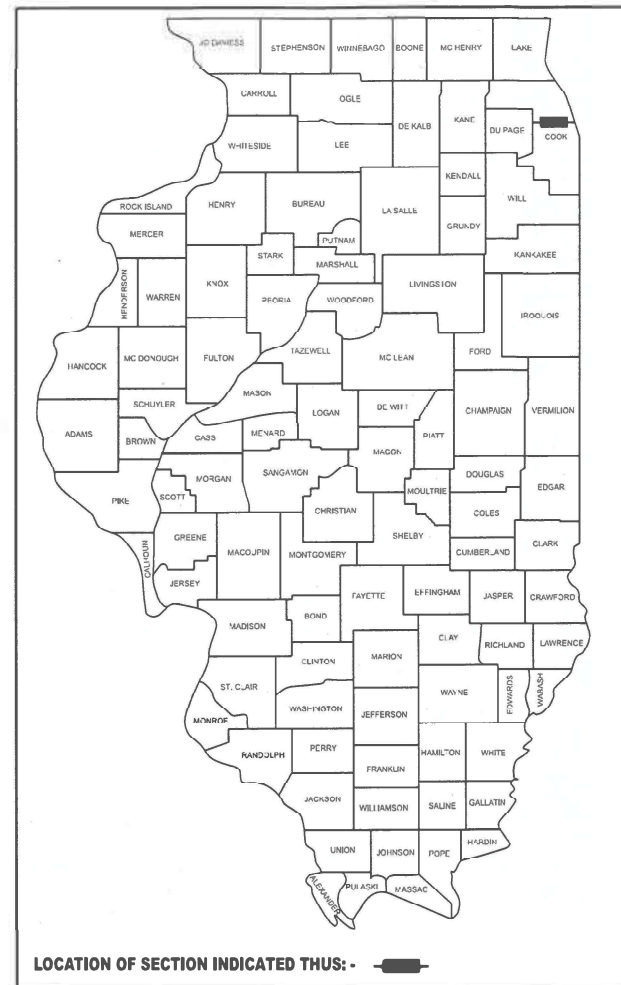 JO DAVIESS
STEPHENSON
WINNEBAGO
BOONE
MC HENRY
LAKE
CARROLL
OGLE
DE KALB
KANE
DU PAGE
COOK
WHITESIDE
LEE
KENDALL
WILL
ROCK ISLAND
HENRY
BUREAU
LA SALLE
GRUNDY
MERCER
PUTNAM
KANKAKEE
STARK
MARSHALL
HENDERSON
WARREN
KNOX
PEORIA
WOODFORD
LIVINGSTON
IROQUOIS
HANCOCK
MC DONOUGH
FULTON
TAZEWELL
MC LEAN
FORD
MASON
SCHUYLER
LOGAN
DE WITT
CHAMPAIGN
VERMILION
ADAMS
BROWN
CASS
MENARD
MACON
PIATT
PIKE
SCOTT
MORGAN
SANGAMON
MOULTRIE
DOUGLAS
EDGAR
CHRISTIAN
COLES
CALHOUN
GREENE
MACOUPIN
MONTGOMERY
SHELBY
CUMBERLAND
CLARK
JERSEY
FAYETTE
EFFINGHAM
JASPER
CRAWFORD
MADISON
BOND
CLAY
RICHLAND
LAWRENCE
CLINTON
MARION
ST. CLAIR
WAYNE
EDWARDS
WABASH
MONROE
WASHINGTON
JEFFERSON
RANDOLPH
PERRY
HAMILTON
WHITE
FRANKLIN
JACKSON
WILLIAMSON
SALINE
GALLATIN
UNION
JOHNSON
POPE
HARDIN
ALEXANDER
PULASKI
MASSAC
LOCATION OF SECTION INDICATED THUS: -